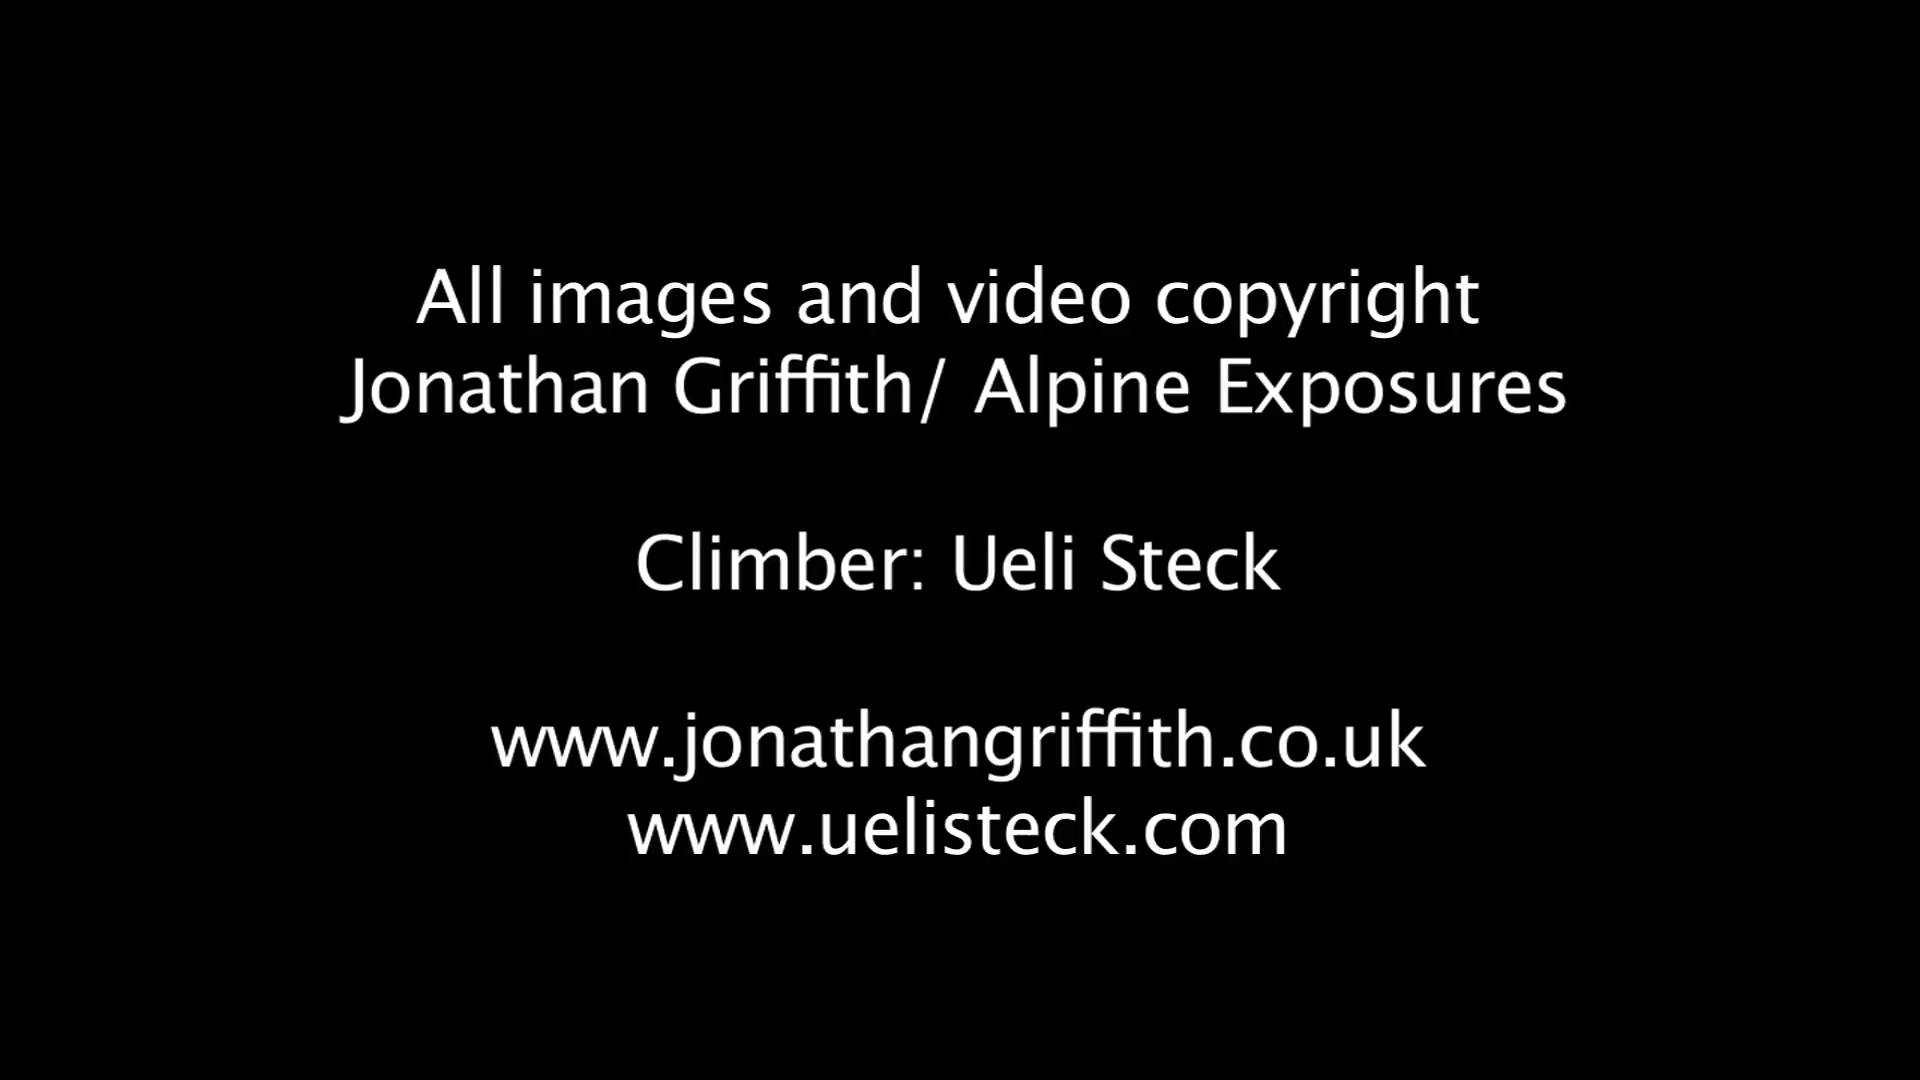 All images and video copyright
Jonathan Griffith/ Alpine Exposures
Climber: Ueli Steck
www.jonathangriffith.co.uk
www.uelisteck.com